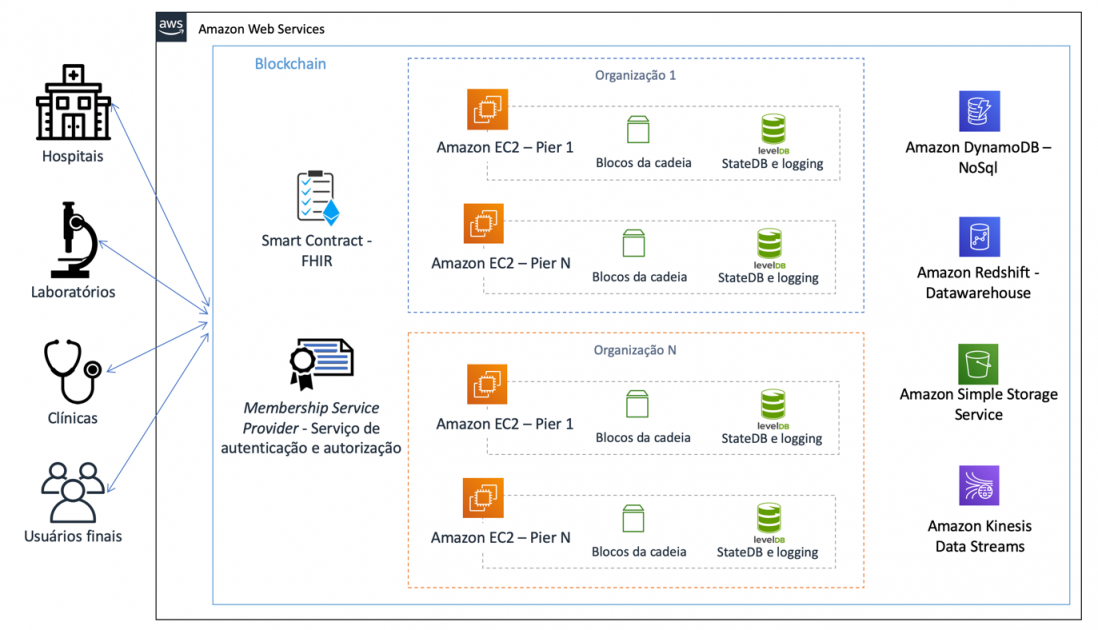 aws
Amazon Web Services
Blockchain
Hospitais
Laboratórios
Clínicas
Usuários finais
Smart Contract -
FHIR
Membership Service
Provider - Serviço de
autenticação e autorização
Organização 1
Amazon EC2 – Pier 1
Blocos da cadeia
levelDB
StateDB e logging
Amazon EC2 – Pier N
Blocos da cadeia
levelDB
StateDB e logging
Organização N
Amazon EC2 – Pier 1
Blocos da cadeia
levelDB
StateDB e logging
Amazon EC2 – Pier N
Blocos da cadeia
levelDB
StateDB e logging
Amazon DynamoDB –
NoSql
Amazon Redshift -
Datawarehouse
Amazon Simple Storage
Service
Amazon Kinesis
Data Streams